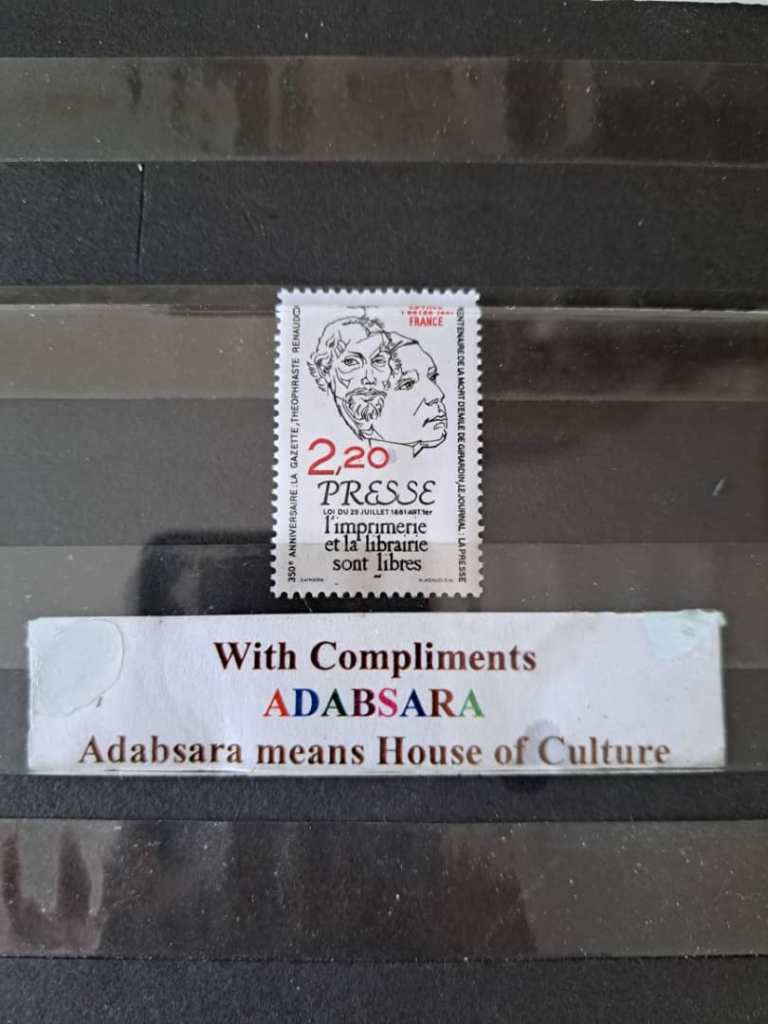 FRANCE
350e ANNIVERSAIRE: LA GAZETTE, THEOPHRASTE RENAUDO
CENTENAIRE DE LA MORT D'EMILE DE GIRARDIN, LE JOURNAL: LA PRESSE
2,20
PRESSE
LOI DU 29 JUILLET 1881 ART.1er
l'imprimerie
et la librairie
sont libres
With Compliments
ADABSARA
Adabsara means House of Culture